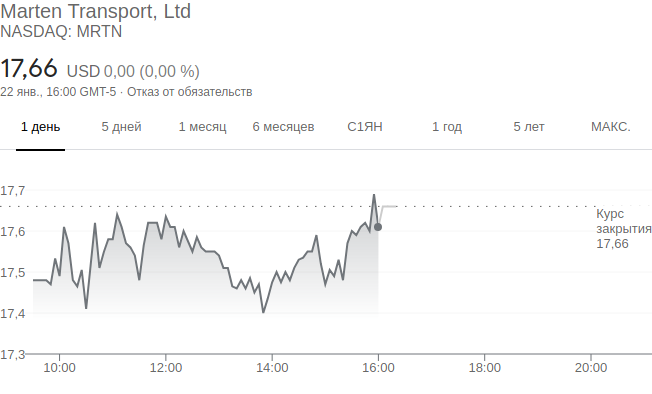 Marten Transport, Ltd
NASDAQ: MRTN
17,66 USD 0,00 (0,00 %)
22 янв., 16:00 GMT-5 · Отказ от обязательств
1 день 5 дней 1 месяц 6 месяцев С1ЯН 1 год 5 лет МАКС.
17,7
Курс
закрытия
17,66
17,6
17,5
17,4
17,3
10:00 12:00 14:00 16:00 18:00 20:00